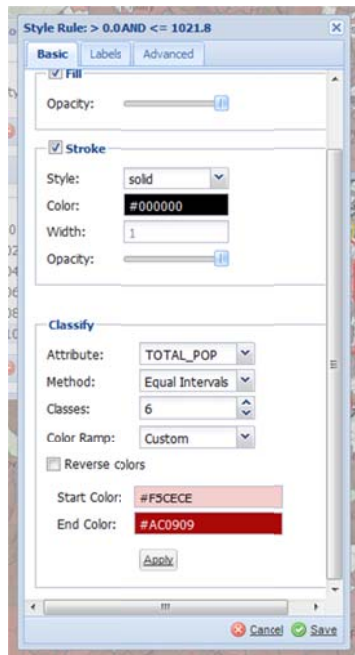 Style Rule: > 0.0AND <= 1021.8
Basic Labels Advanced
Fill
Opacity:
Stroke
Style: solid
Color: #000000
Width: 1
Opacity:
Classify
Attribute: TOTAL_POP
Method: Equal Intervals
Classes: 6
Color Ramp: Custom
Reverse colors
Start Color: #F5CECE
End Color: #AC0909
Apply
Cancel Save